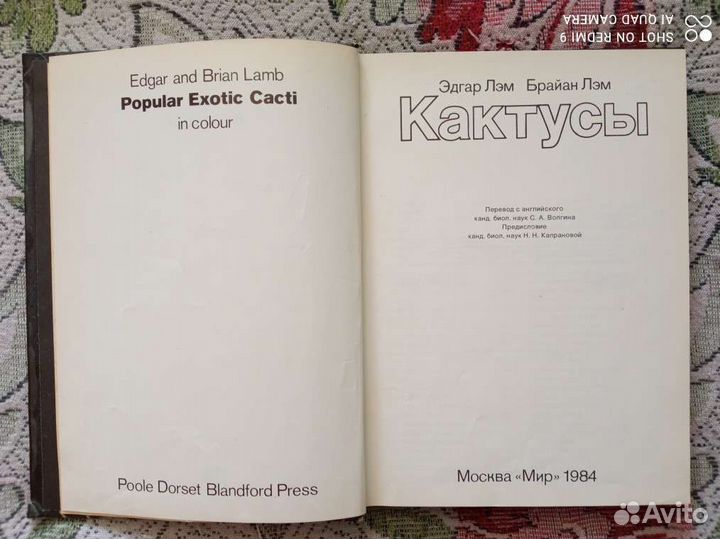 Edgar and Brian Lamb
Popular Exotic Cacti
in colour
Poole Dorset Blandford Press
Эдгар Лэм Брайан Лэм
Кактусы
Перевод с английского
канд. биол. наук С. А. Волгина
Предисловие
канд. биол. наук Н. Н. Капрановой
Москва «Мир» 1984
SHOT ON REDMI 9
AI QUAD CAMERA
Avito